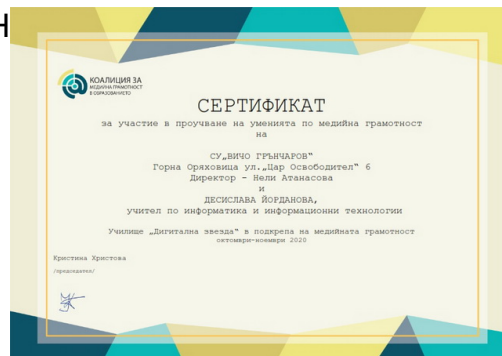 Н
КОАЛИЦИЯ ЗА
МЕДИЙНА ГРАМОТНОСТ
В ОБРАЗОВАНИЕТО
СЕРТИФИКАТ
за участие в проучване на уменията по медийна грамотност
на
СУ„ВИЧО ГРЪНЧАРОВ"
Горна Оряховица ул.„Цар Освободител" 6
Директор – Нели Атанасова
и
ДЕСИСЛАВА ЙОРДАНОВА,
учител по информатика и информационни технологии
Училище „Дигитална звезда" в подкрепа на медийната грамотност
октомври-ноември 2020
Кристина Христова
/председател/